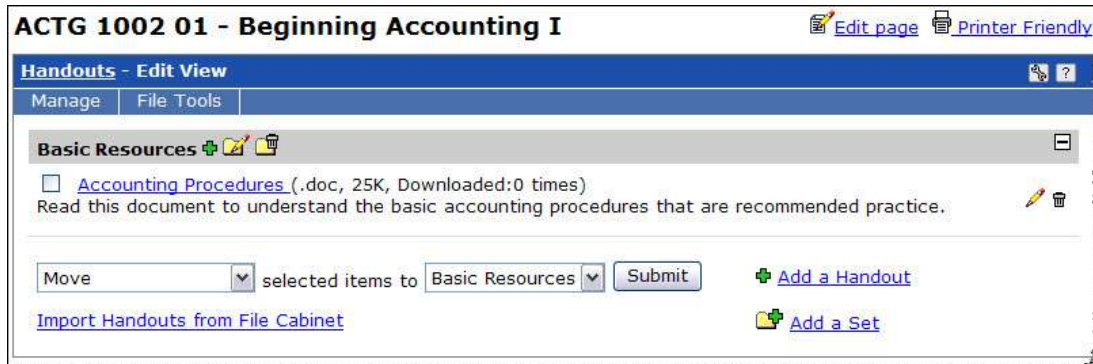 ACTG 1002 01 - Beginning Accounting I
Edit page Printer Friendly
Handouts - Edit View
?
Manage File Tools
Basic Resources
Accounting Procedures (.doc, 25K, Downloaded:0 times)
Read this document to understand the basic accounting procedures that are recommended practice.
Move selected items to Basic Resources Submit
Add a Handout
Import Handouts from File Cabinet
Add a Set